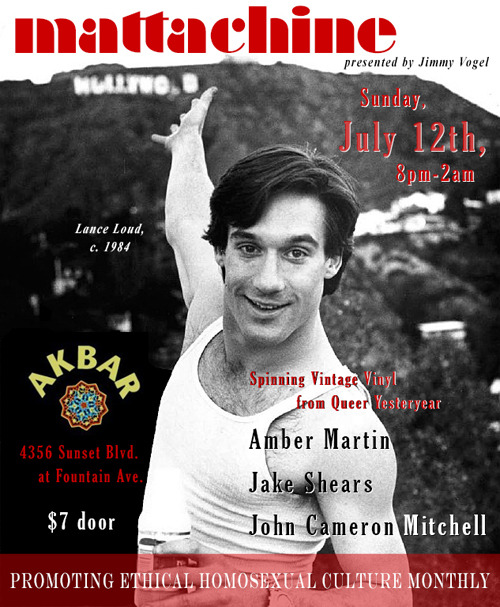 mattachine
presented by Jimmy Vogel
HOLLYWOOD
Sunday,
July 12th,
8pm-2am
Lance Loud,
c. 1984
AKBAR
4356 Sunset Blvd.
at Fountain Ave.
$7 door
Spinning Vintage Vinyl
from Queer Yesteryear
Amber Martin
Jake Shears
John Cameron Mitchell
PROMOTING ETHICAL HOMOSEXUAL CULTURE MONTHLY